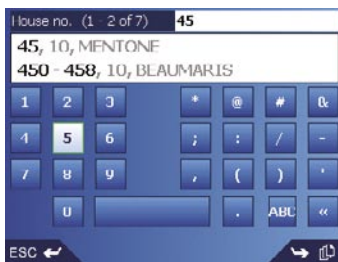 House no. (1 - 2 of 7) 45
45, 10, MENTONE
450 - 458, 10, BEAUMARIS
1 2 3 * @ # &
4 5 6 ; : / -
7 8 9 , ( ) '
0 . ABC «
ESC